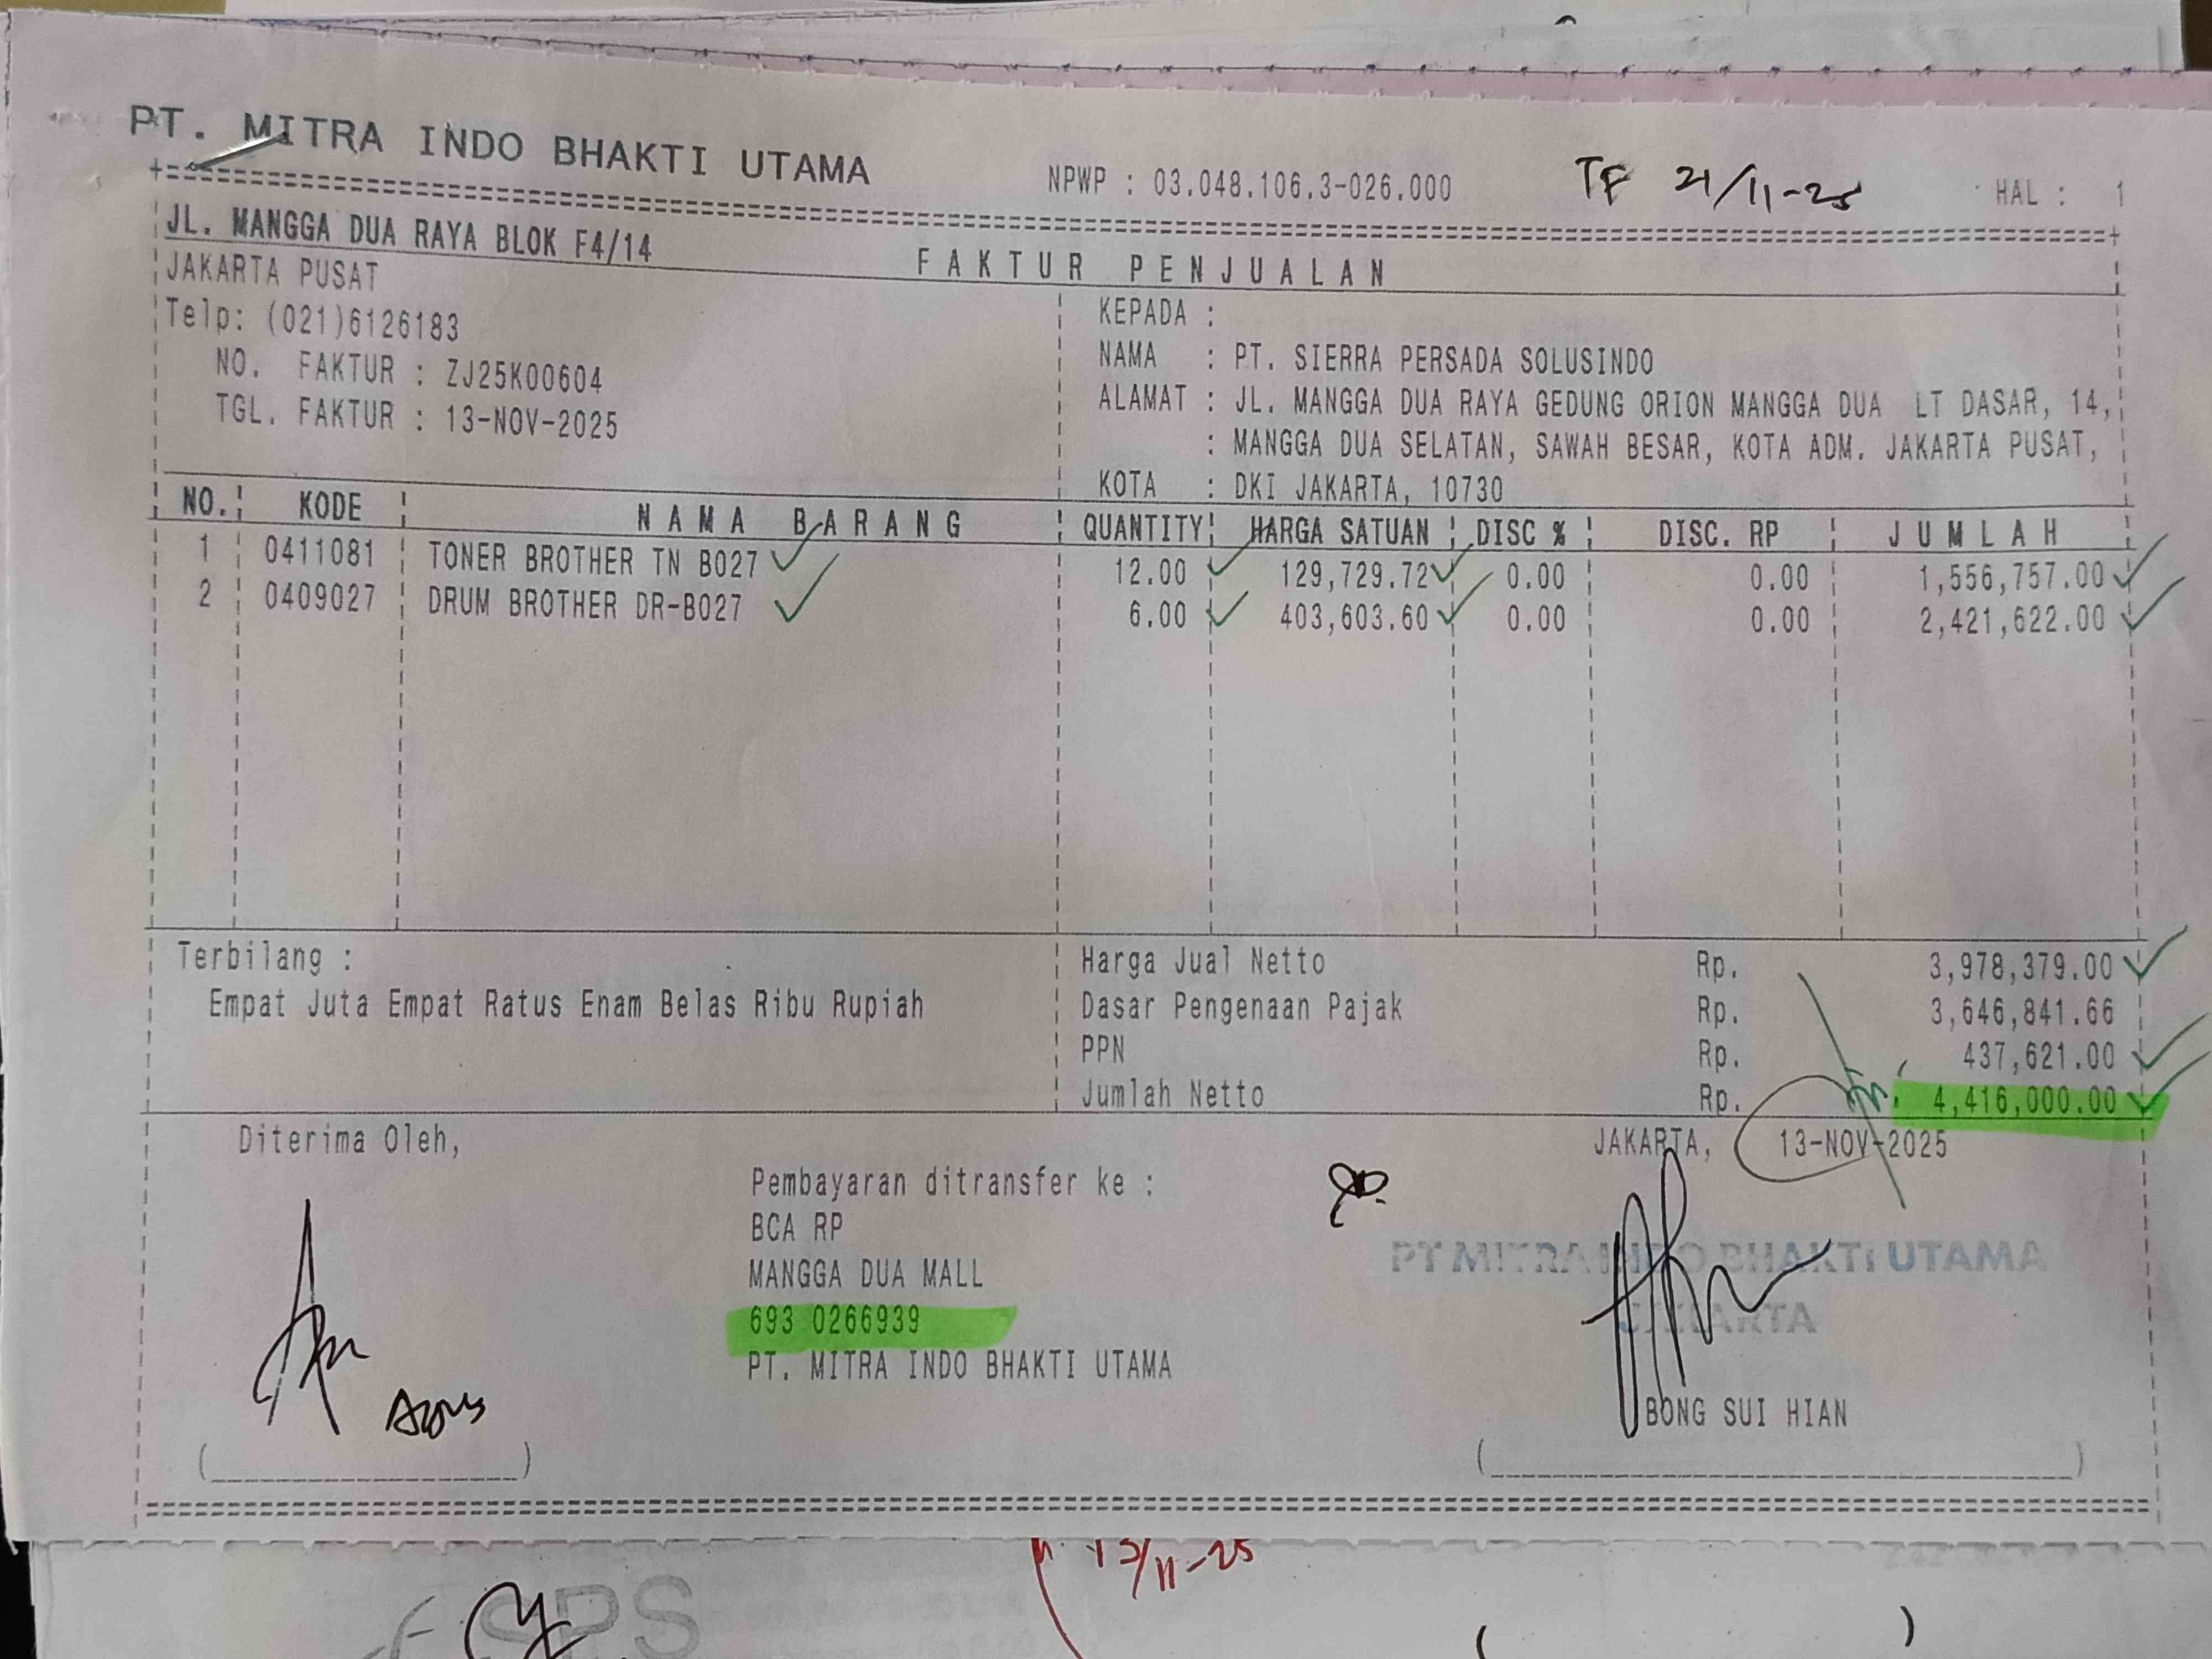 PT. MITRA INDO BHAKTI UTAMA
NPWP : 03.048.106.3-026.000
TF 21/11-25
HAL : 1
JL. MANGGA DUA RAYA BLOK F4/14
FAKTUR PENJUALAN
JAKARTA PUSAT
Telp: (021)6126183
NO. FAKTUR : ZJ25K00604
TGL. FAKTUR : 13-NOV-2025
KEPADA :
NAMA : PT. SIERRA PERSADA SOLUSINDO
ALAMAT : JL. MANGGA DUA RAYA GEDUNG ORION MANGGA DUA LT DASAR, 14,
: MANGGA DUA SELATAN, SAWAH BESAR, KOTA ADM. JAKARTA PUSAT,
KOTA : DKI JAKARTA, 10730
NO. KODE NAMA BARANG QUANTITY HARGA SATUAN DISC % DISC. RP JUMLAH
1 0411081 TONER BROTHER TN B027 12.00 129,729.72 0.00 0.00 1,556,757.00
2 0409027 DRUM BROTHER DR-B027 6.00 403,603.60 0.00 0.00 2,421,622.00
Terbilang :
Empat Juta Empat Ratus Enam Belas Ribu Rupiah
Harga Jual Netto Rp. 3,978,379.00
Dasar Pengenaan Pajak Rp. 3,646,841.66
PPN Rp. 437,621.00
Jumlah Netto Rp. 4,416,000.00
Diterima Oleh,
JAKARTA, 13-NOV-2025
Pembayaran ditransfer ke :
BCA RP
MANGGA DUA MALL
693 0266939
PT. MITRA INDO BHAKTI UTAMA
PT MITRA INDO BHAKTI UTAMA
JAKARTA
BONG SUI HIAN
13/11-25
SPS